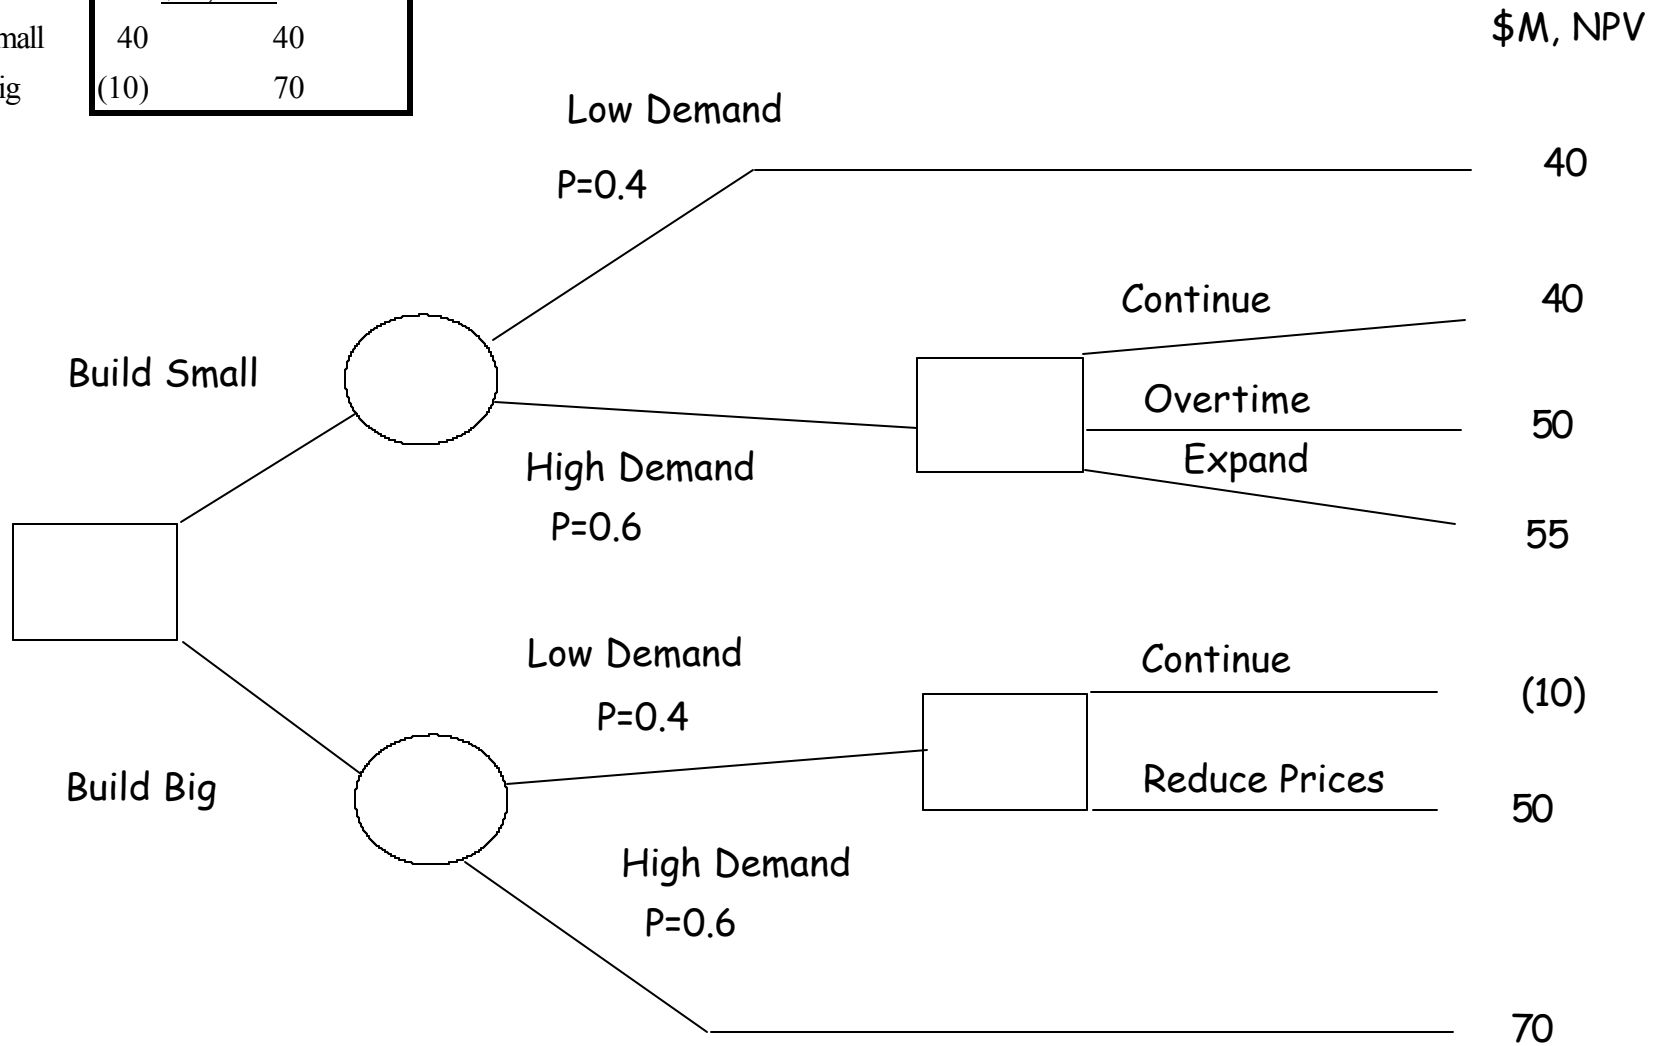 $M, NPV
40 40
(10) 70
Low Demand
P=0.4
40
Continue
40
Build Small
Overtime
50
High Demand
Expand
P=0.6
55
Low Demand
Continue
P=0.4
(10)
Build Big
Reduce Prices
50
High Demand
P=0.6
70